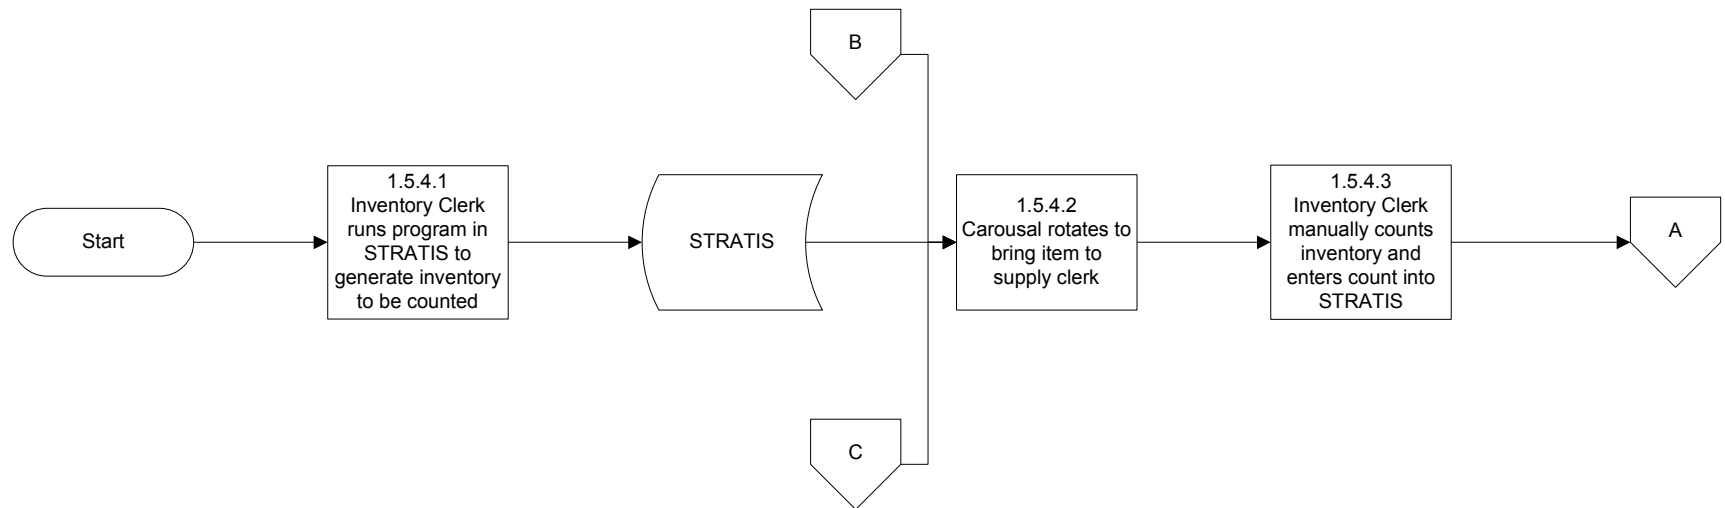 B
Start
1.5.4.1
Inventory Clerk
runs program in
STRATIS to
generate inventory
to be counted
STRATIS
1.5.4.2
Carousal rotates to
bring item to
supply clerk
1.5.4.3
Inventory Clerk
manually counts
inventory and
enters count into
STRATIS
A
C